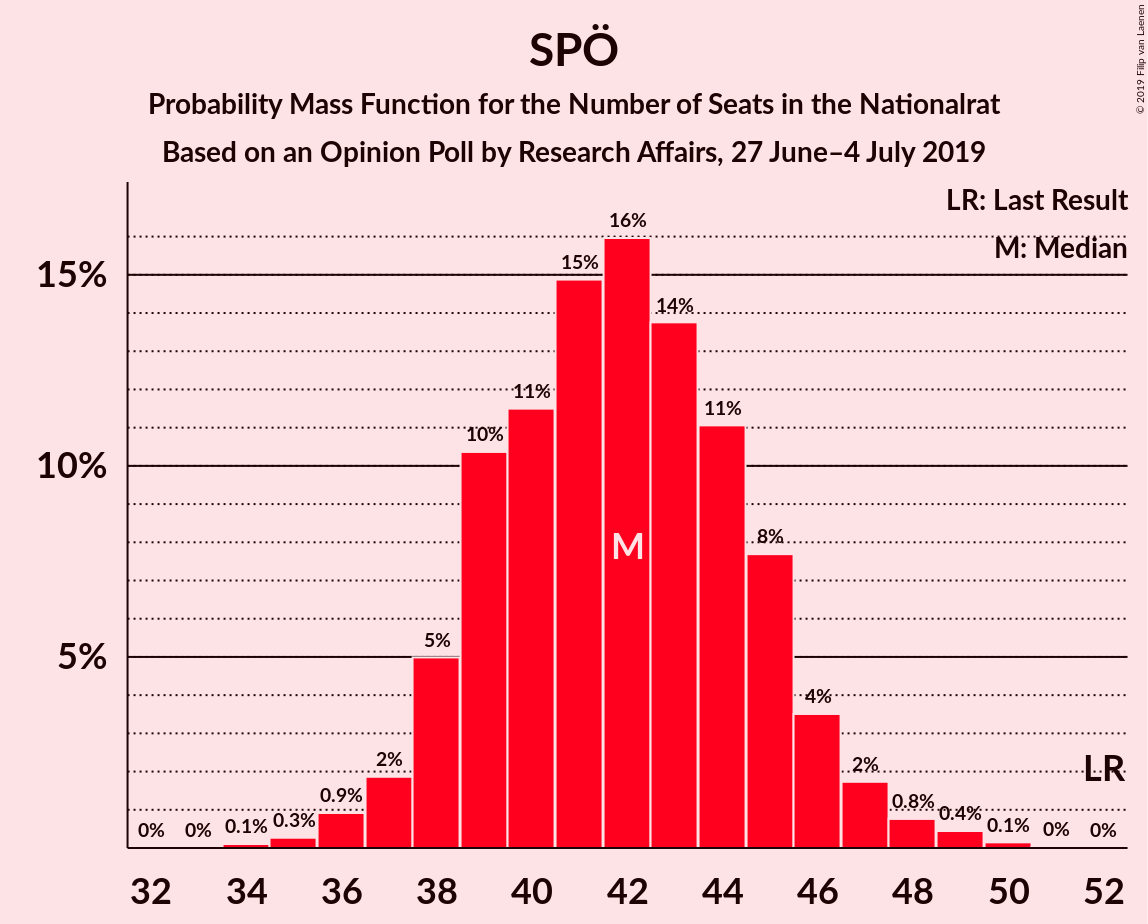 SPÖ
Probability Mass Function for the Number of Seats in the Nationalrat
Based on an Opinion Poll by Research Affairs, 27 June–4 July 2019
© 2019 Filip van Laenen
LR: Last Result
M: Median
15%
10%
5%
0% 0% 0.1% 0.3% 0.9% 2% 5% 10% 11% 15% 16% 14% 11% 8% 4% 2% 0.8% 0.4% 0.1% 0% 0%
M
LR
32 34 36 38 40 42 44 46 48 50 52